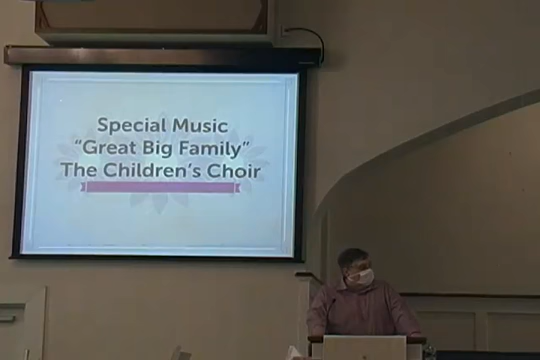 Special Music
“Great Big Family”
The Children’s Choir